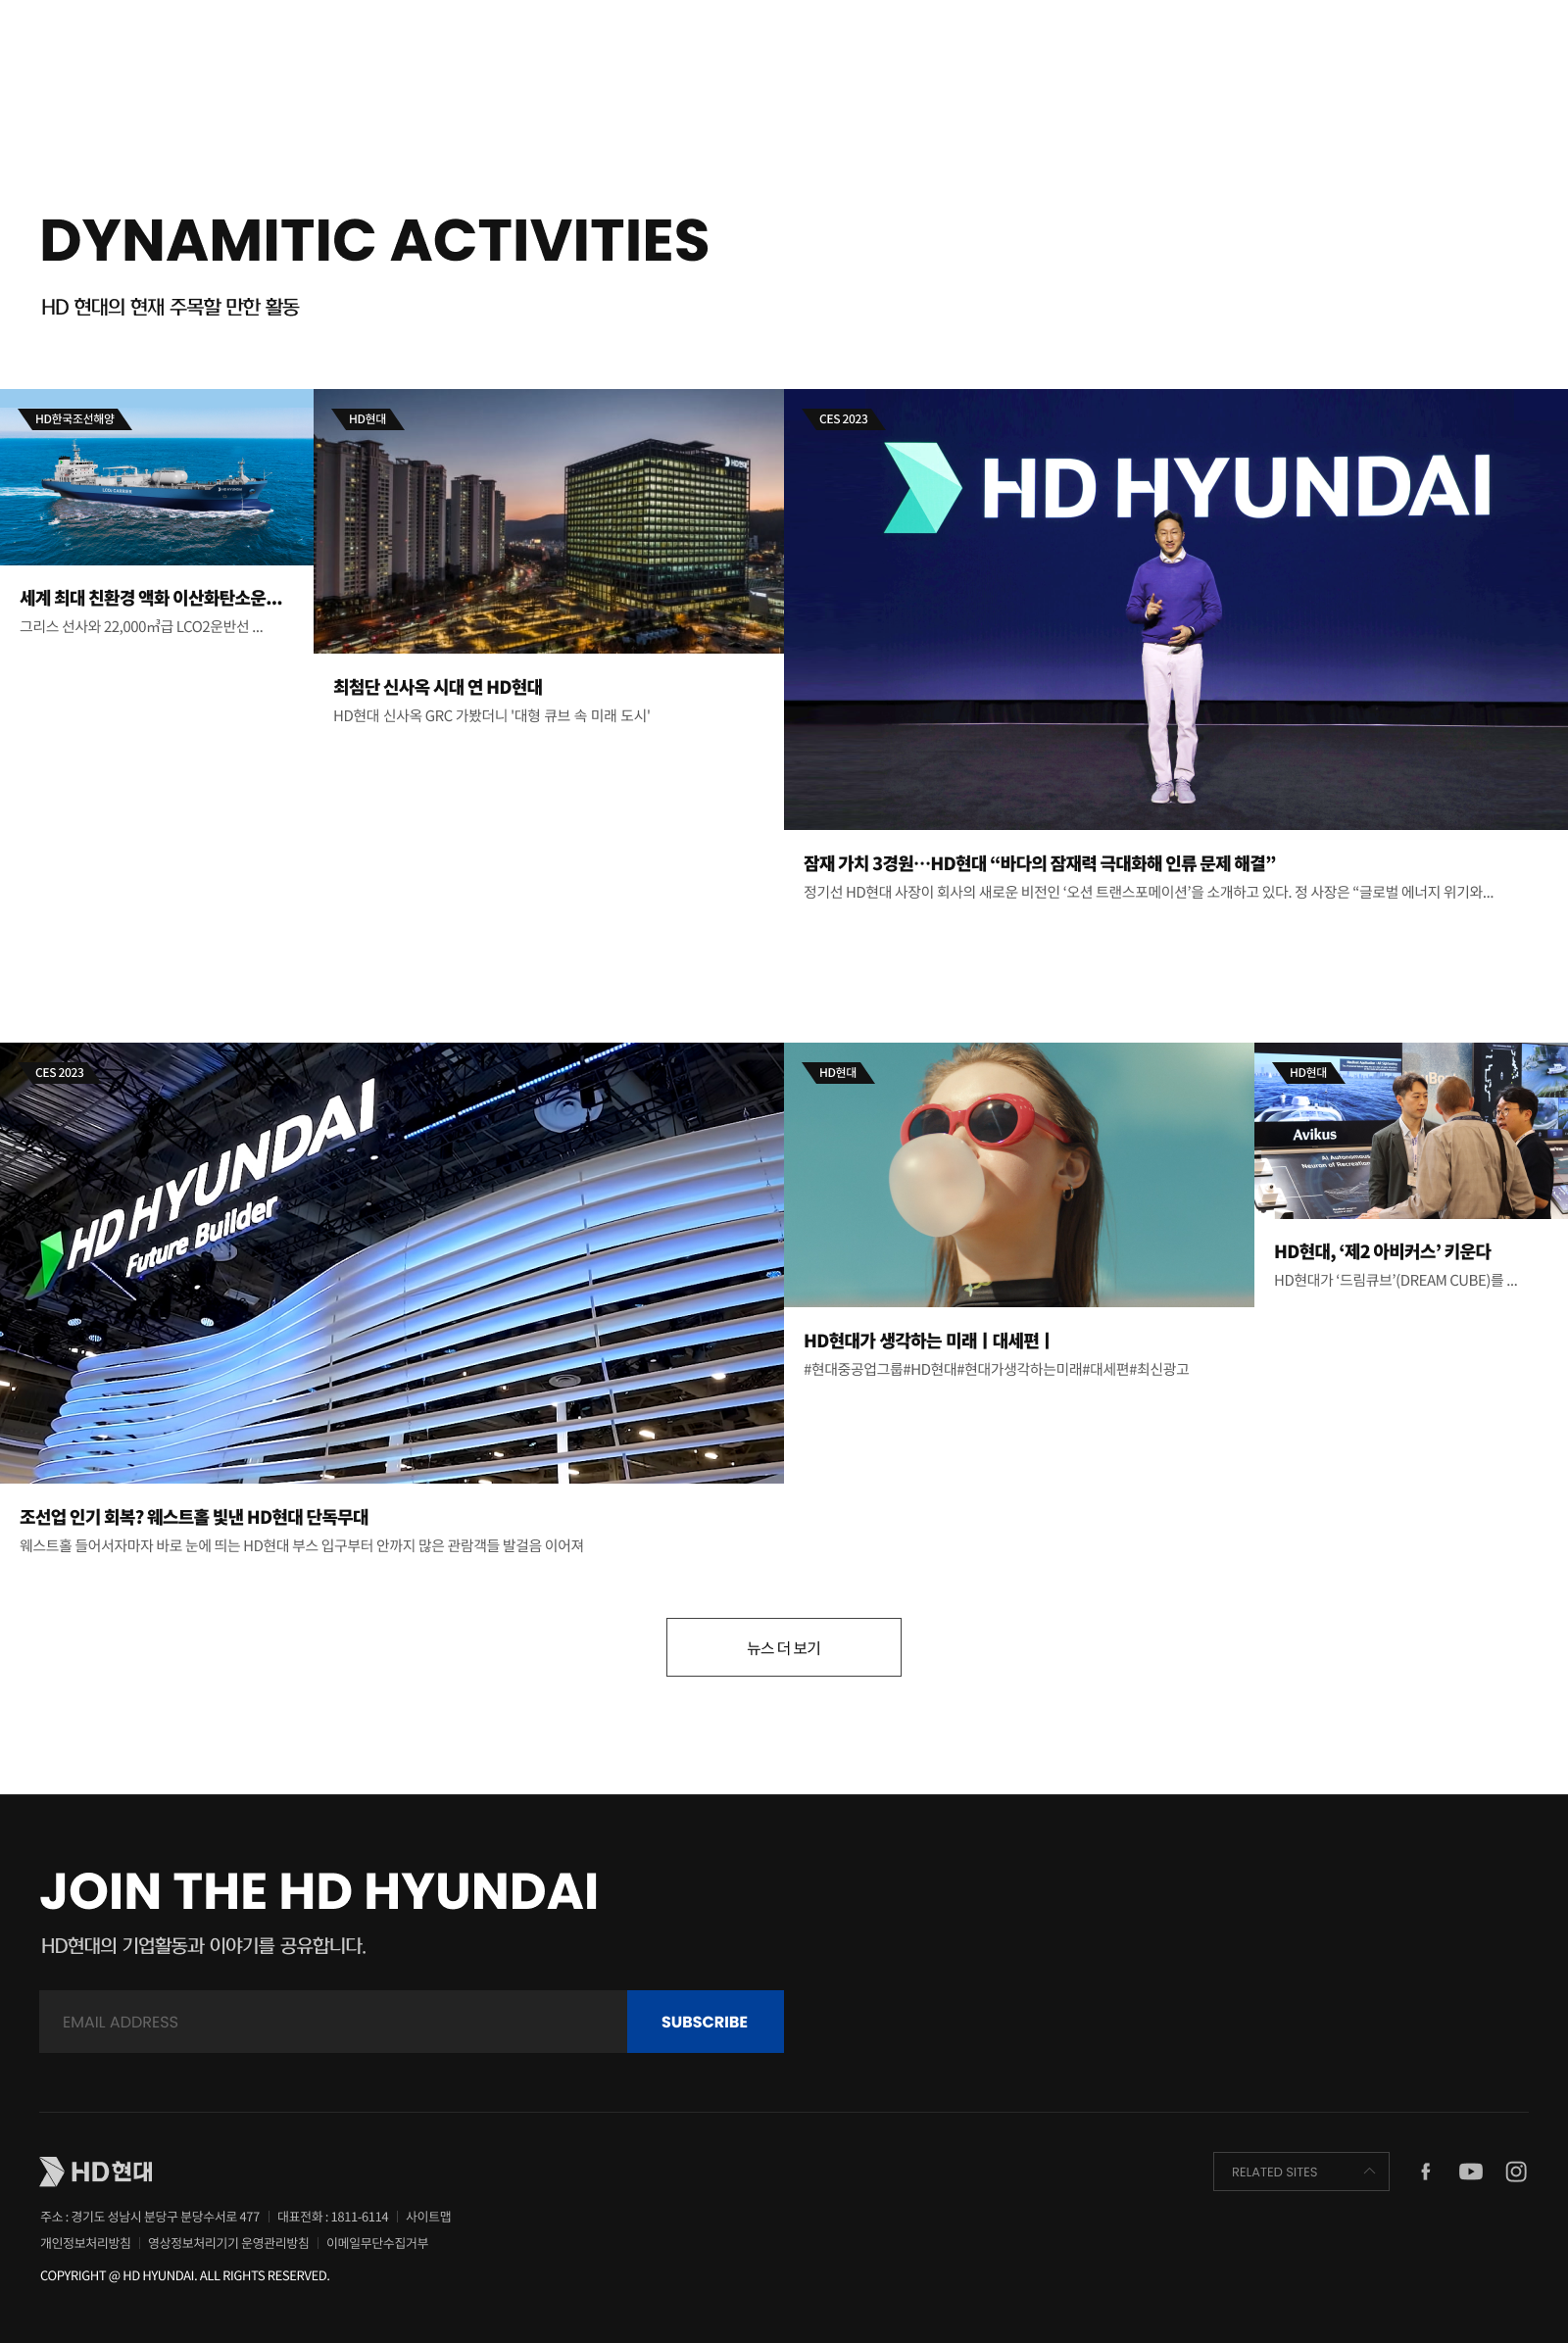 DYNAMITIC ACTIVITIES
HD 현대의 현재 주목할 만한 활동
HD한국조선해양
LCO2 CARRIER
HD HYUNDAI
세계 최대 친환경 액화 이산화탄소운...
그리스 선사와 22,000㎥급 LCO2운반선 ...
HD현대
HD현대
최첨단 신사옥 시대 연 HD현대
HD현대 신사옥 GRC 가봤더니 '대형 큐브 속 미래 도시'
CES 2023
HD HYUNDAI
잠재 가치 3경원…HD현대 “바다의 잠재력 극대화해 인류 문제 해결”
정기선 HD현대 사장이 회사의 새로운 비전인 ‘오션 트랜스포메이션’을 소개하고 있다. 정 사장은 “글로벌 에너지 위기와...
CES 2023
HD HYUNDAI
Future Builder
조선업 인기 회복? 웨스트홀 빛낸 HD현대 단독무대
웨스트홀 들어서자마자 바로 눈에 띄는 HD현대 부스 입구부터 안까지 많은 관람객들 발걸음 이어져
HD현대
HD현대가 생각하는 미래ㅣ대세편ㅣ
#현대중공업그룹#HD현대#현대가생각하는미래#대세편#최신광고
HD현대
Avikus
AI Autonomous
Neuron of Recreation
HD현대, ‘제2 아비커스’ 키운다
HD현대가 ‘드림큐브’(DREAM CUBE)를 ...
뉴스 더 보기
JOIN THE HD HYUNDAI
HD현대의 기업활동과 이야기를 공유합니다.
EMAIL ADDRESS
SUBSCRIBE
HD현대
RELATED SITES
주소 : 경기도 성남시 분당구 분당수서로 477 | 대표전화 : 1811-6114 | 사이트맵
개인정보처리방침 | 영상정보처리기기 운영관리방침 | 이메일무단수집거부
COPYRIGHT @ HD HYUNDAI. ALL RIGHTS RESERVED.